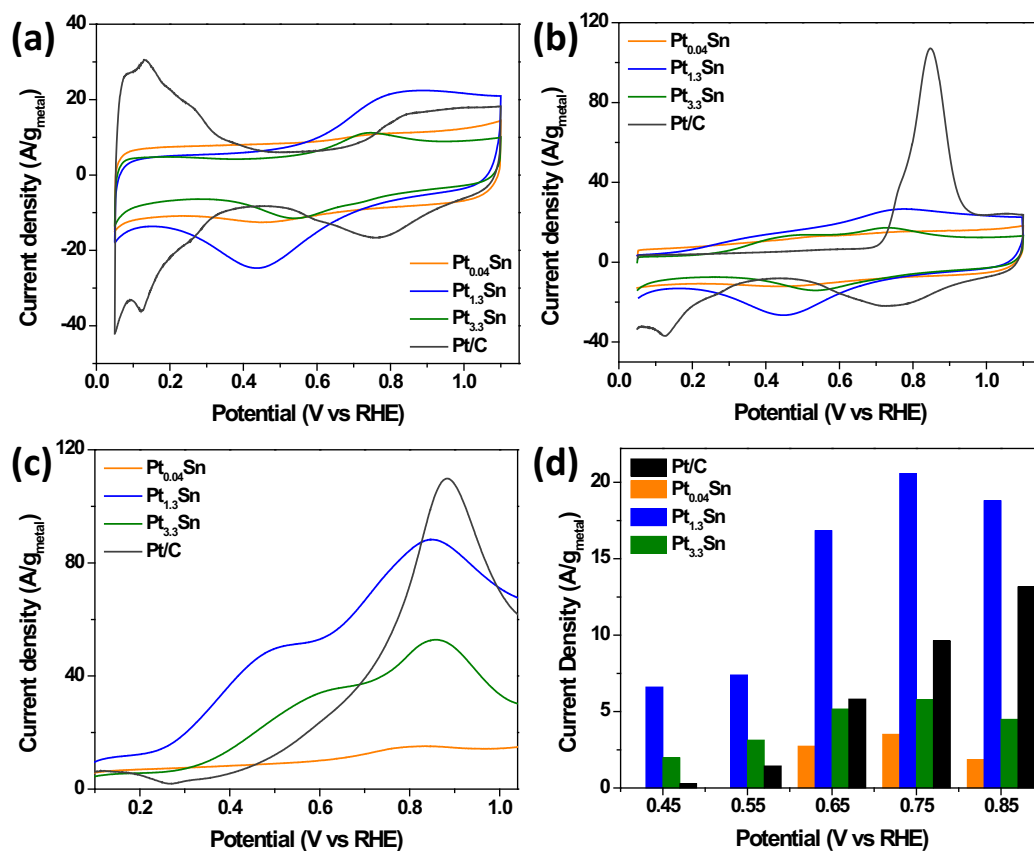 (a)
Current density (A/g_metal)
40
20
0
-20
-40
0.0 0.2 0.4 0.6 0.8 1.0
Potential (V vs RHE)
Pt0.04Sn
Pt1.3Sn
Pt3.3Sn
Pt/C
(b)
Current density (A/g_metal)
120
80
40
0
-40
0.0 0.2 0.4 0.6 0.8 1.0
Potential (V vs RHE)
Pt0.04Sn
Pt1.3Sn
Pt3.3Sn
Pt/C
(c)
Current density (A/g_metal)
120
80
40
0
0.2 0.4 0.6 0.8 1.0
Potential (V vs RHE)
Pt0.04Sn
Pt1.3Sn
Pt3.3Sn
Pt/C
(d)
Current Density (A/g_metal)
20
15
10
5
0
0.45 0.55 0.65 0.75 0.85
Potential (V vs RHE)
Pt/C
Pt0.04Sn
Pt1.3Sn
Pt3.3Sn